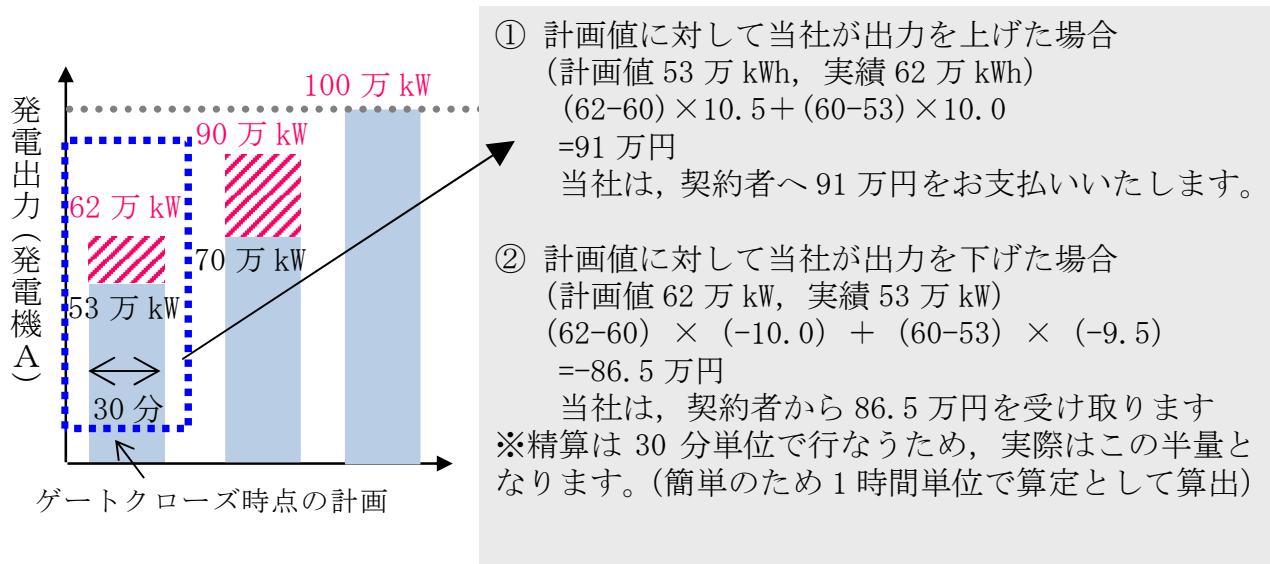 発電出力(発電機A)
100 万 kW
90 万 kW
62 万 kW
70 万 kW
53 万 kW
30 分
ゲートクローズ時点の計画
① 計画値に対して当社が出力を上げた場合
(計画値 53 万 kWh, 実績 62 万 kWh)
(62-60)×10.5+(60-53)×10.0
=91 万円
当社は, 契約者へ 91 万円をお支払いいたします。
② 計画値に対して当社が出力を下げた場合
(計画値 62 万 kW, 実績 53 万 kW)
(62-60) × (-10.0) + (60-53) × (-9.5)
=-86.5 万円
当社は, 契約者から 86.5 万円を受け取ります
※精算は 30 分単位で行なうため, 実際はこの半量と
なります。(簡単のため 1 時間単位で算定として算出)